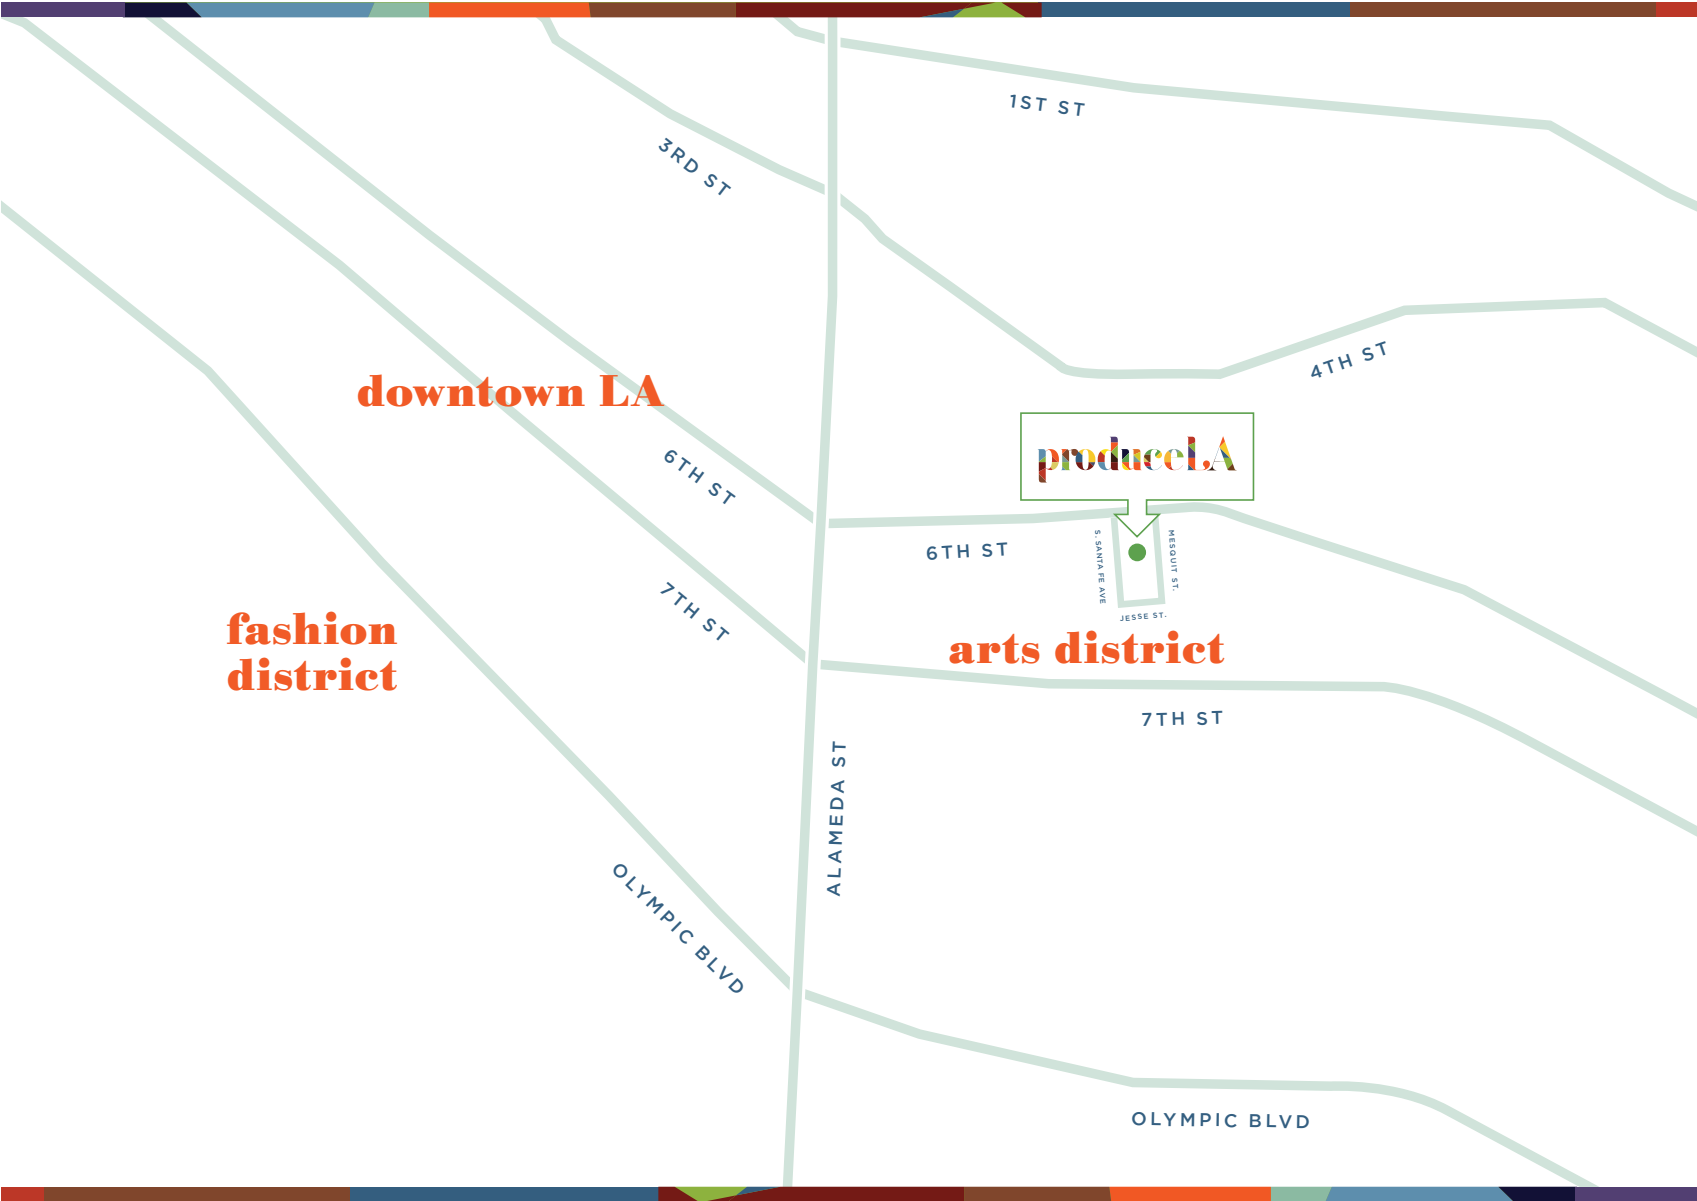 1ST ST
3RD ST
4TH ST
downtown LA
produceLA
6TH ST
6TH ST
S. SANTA FE AVE
MESQUIT ST.
7TH ST
JESSE ST.
fashion
district
arts district
7TH ST
ALAMEDA ST
OLYMPIC BLVD
OLYMPIC BLVD